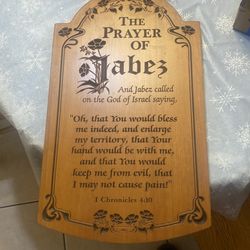 THE
PRAYER
OF
Jabez
And Jabez called
on the God of Israel saying,
"Oh, that You would bless
me indeed, and enlarge
my territory, that Your
hand would be with me,
and that You would
keep me from evil, that
I may not cause pain!"
I Chronicles 4:10